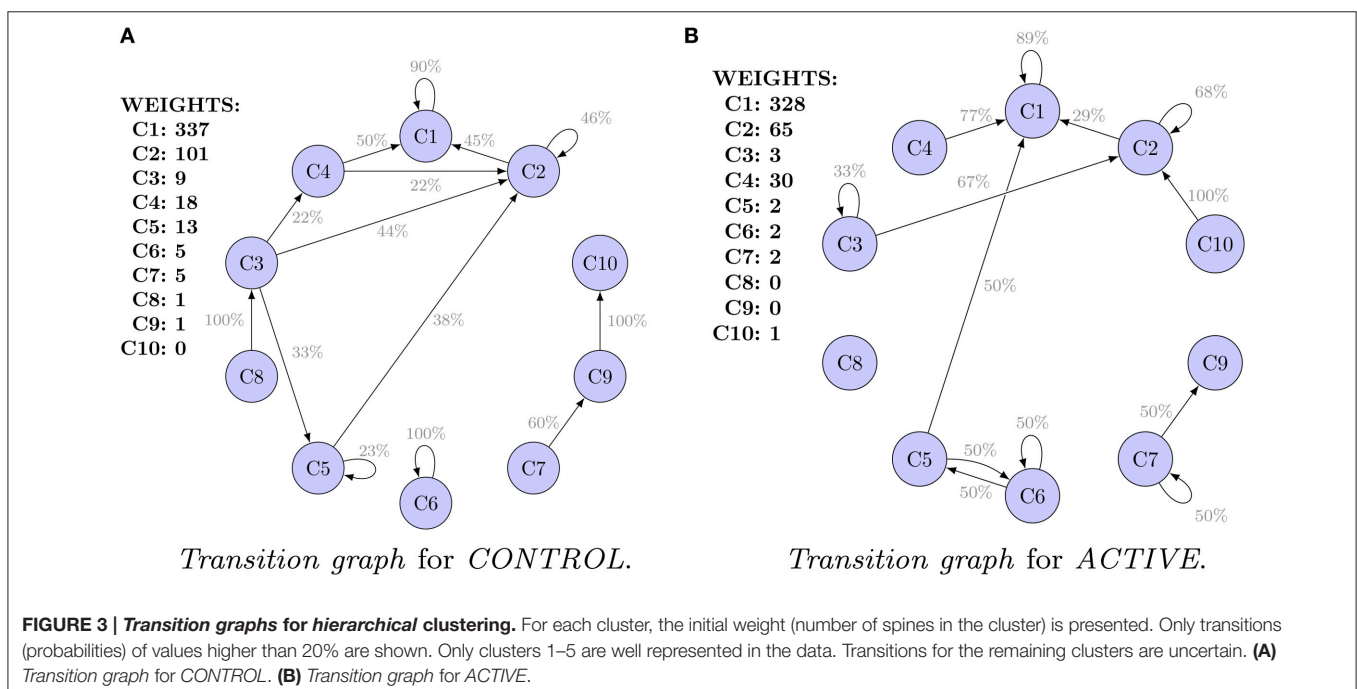 A
WEIGHTS:
C1: 337
C2: 101
C3: 9
C4: 18
C5: 13
C6: 5
C7: 5
C8: 1
C9: 1
C10: 0
90%
C1
50%
45%
46%
C4
C2
22%
22%
44%
C3
C10
100%
38%
100%
33%
C8
C9
60%
C5
23%
100%
C6
C7
Transition graph for CONTROL.
B
WEIGHTS:
C1: 328
C2: 65
C3: 3
C4: 30
C5: 2
C6: 2
C7: 2
C8: 0
C9: 0
C10: 1
89%
C1
77%
29%
68%
C4
C2
33%
67%
100%
C3
C10
50%
C8
C9
50%
C5
50%
50%
C7
50%
C6
50%
Transition graph for ACTIVE.
FIGURE 3 | Transition graphs for hierarchical clustering. For each cluster, the initial weight (number of spines in the cluster) is presented. Only transitions
(probabilities) of values higher than 20% are shown. Only clusters 1–5 are well represented in the data. Transitions for the remaining clusters are uncertain. (A)
Transition graph for CONTROL. (B) Transition graph for ACTIVE.